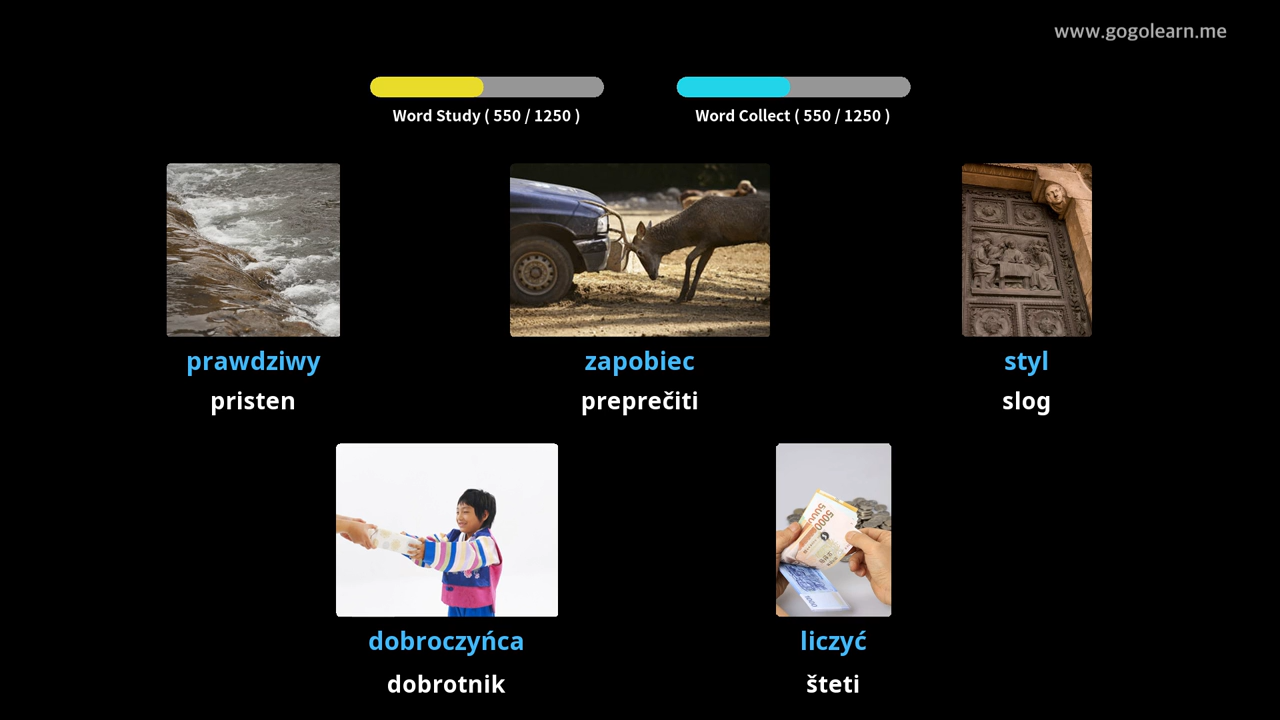 www.gogolearn.me
Word Study ( 550 / 1250 )
Word Collect ( 550 / 1250 )
prawdziwy
pristen
zapobiec
preprečiti
styl
slog
dobroczyńca
dobrotnik
liczyć
šteti